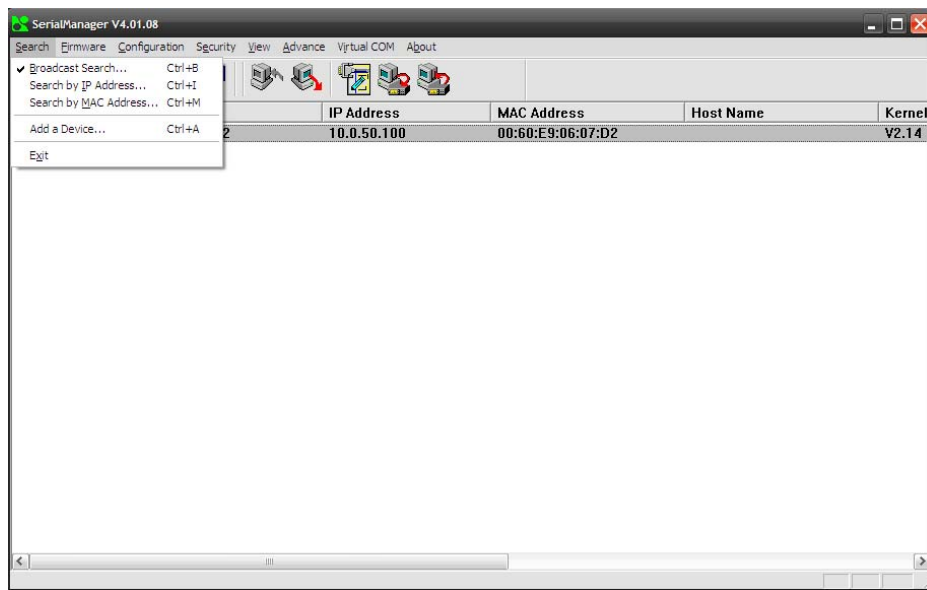 SerialManager V4.01.08
Search Firmware Configuration Security View Advance Virtual COM About
Broadcast Search... Ctrl+B
Search by IP Address... Ctrl+I
Search by MAC Address... Ctrl+M
Add a Device... Ctrl+A
Exit
IP Address MAC Address Host Name Kernel
2 10.0.50.100 00:60:E9:06:07:D2 V2.14